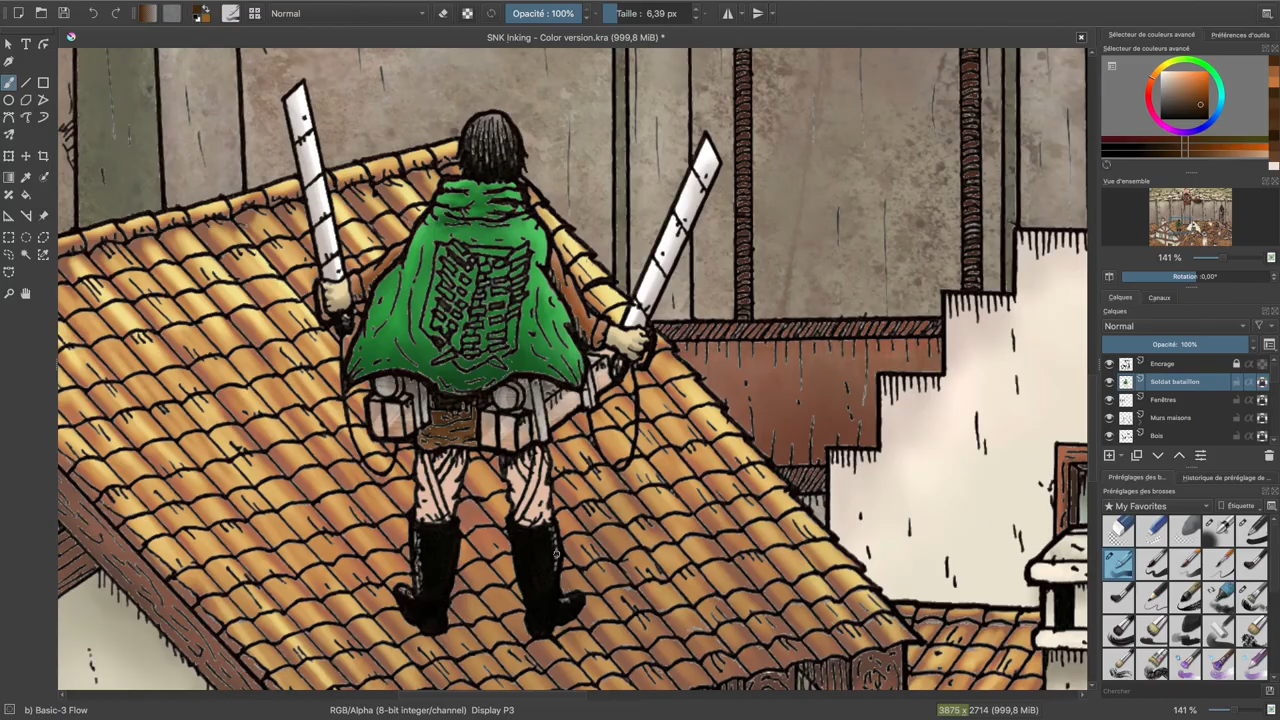 Normal
Opacité : 100%
Taille : 6,39 px
SNK Inking - Color version.kra (999,8 MiB) *
Sélecteur de couleurs avancé
Préférences d'outils
Sélecteur de couleurs avancé
Vue d'ensemble
141 %
Rotation :0,00°
Calques
Canaux
Calques
Normal
Opacité: 100%
Encrage
Soldat bataillon
Fenêtres
Murs maisons
Bois
Préréglages des b...
Historique de préréglage de ...
Préréglages des brosses
My Favorites
Étiquette
Chercher
b) Basic-3 Flow
RGB/Alpha (8-bit integer/channel) Display P3
3875 x 2714 (999,8 MiB)
141 %